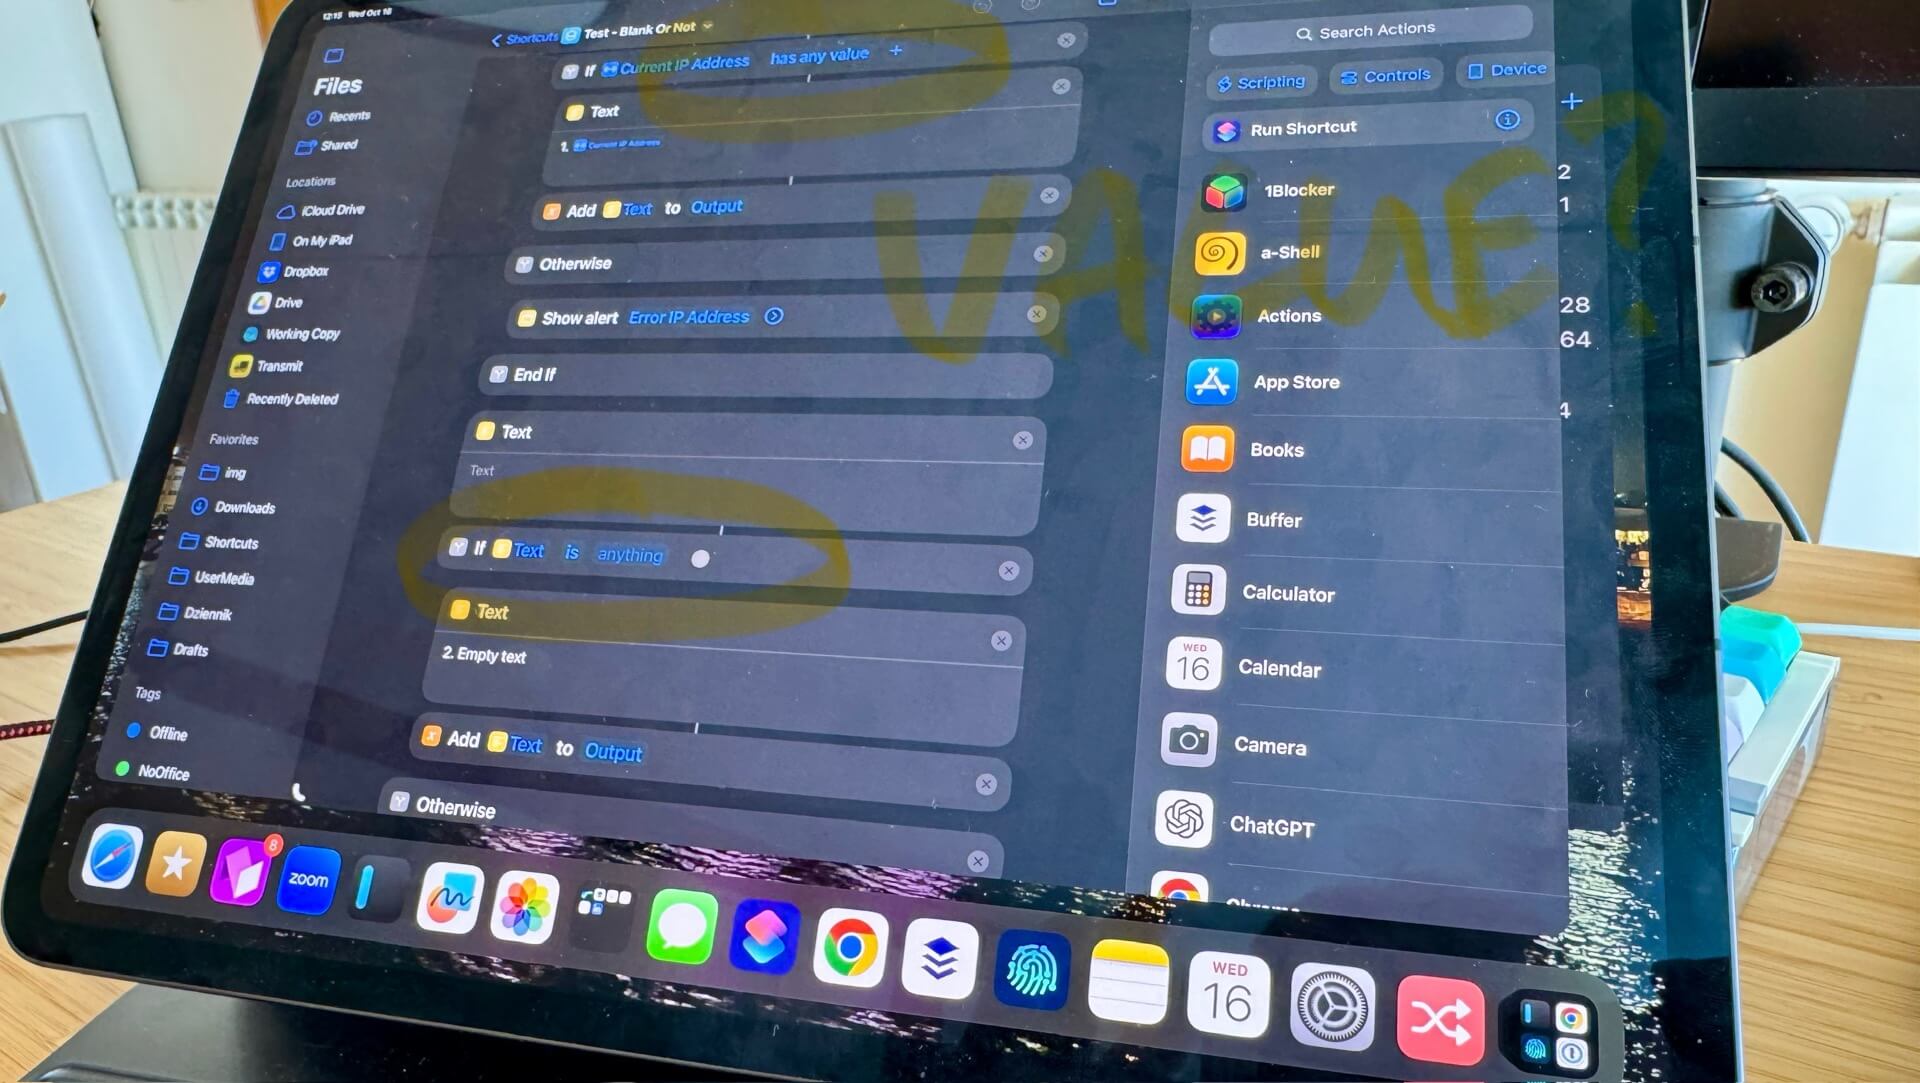 12:15 Wed Oct 16
Files
Recents
Shared
Locations
iCloud Drive
On My iPad
Dropbox
Drive
Working Copy
Transmit
Recently Deleted
Favorites
img
Downloads
Shortcuts
UserMedia
Dziennik
Drafts
Tags
Offline
NoOffice
Shortcuts Test - Blank Or Not
If Current IP Address has any value +
Text
1. Current IP Address
Add Text to Output
Otherwise
Show alert Error IP Address
End If
Text
Text
If Text is anything
Text
2. Empty text
Add Text to Output
Otherwise
VALUE?
Search Actions
Scripting
Controls
Device
Run Shortcut
1Blocker
a-Shell
Actions
App Store
Books
Buffer
Calculator
WED
16
Calendar
Camera
ChatGPT
2
1
28
64
4
8
zoom
WED
16